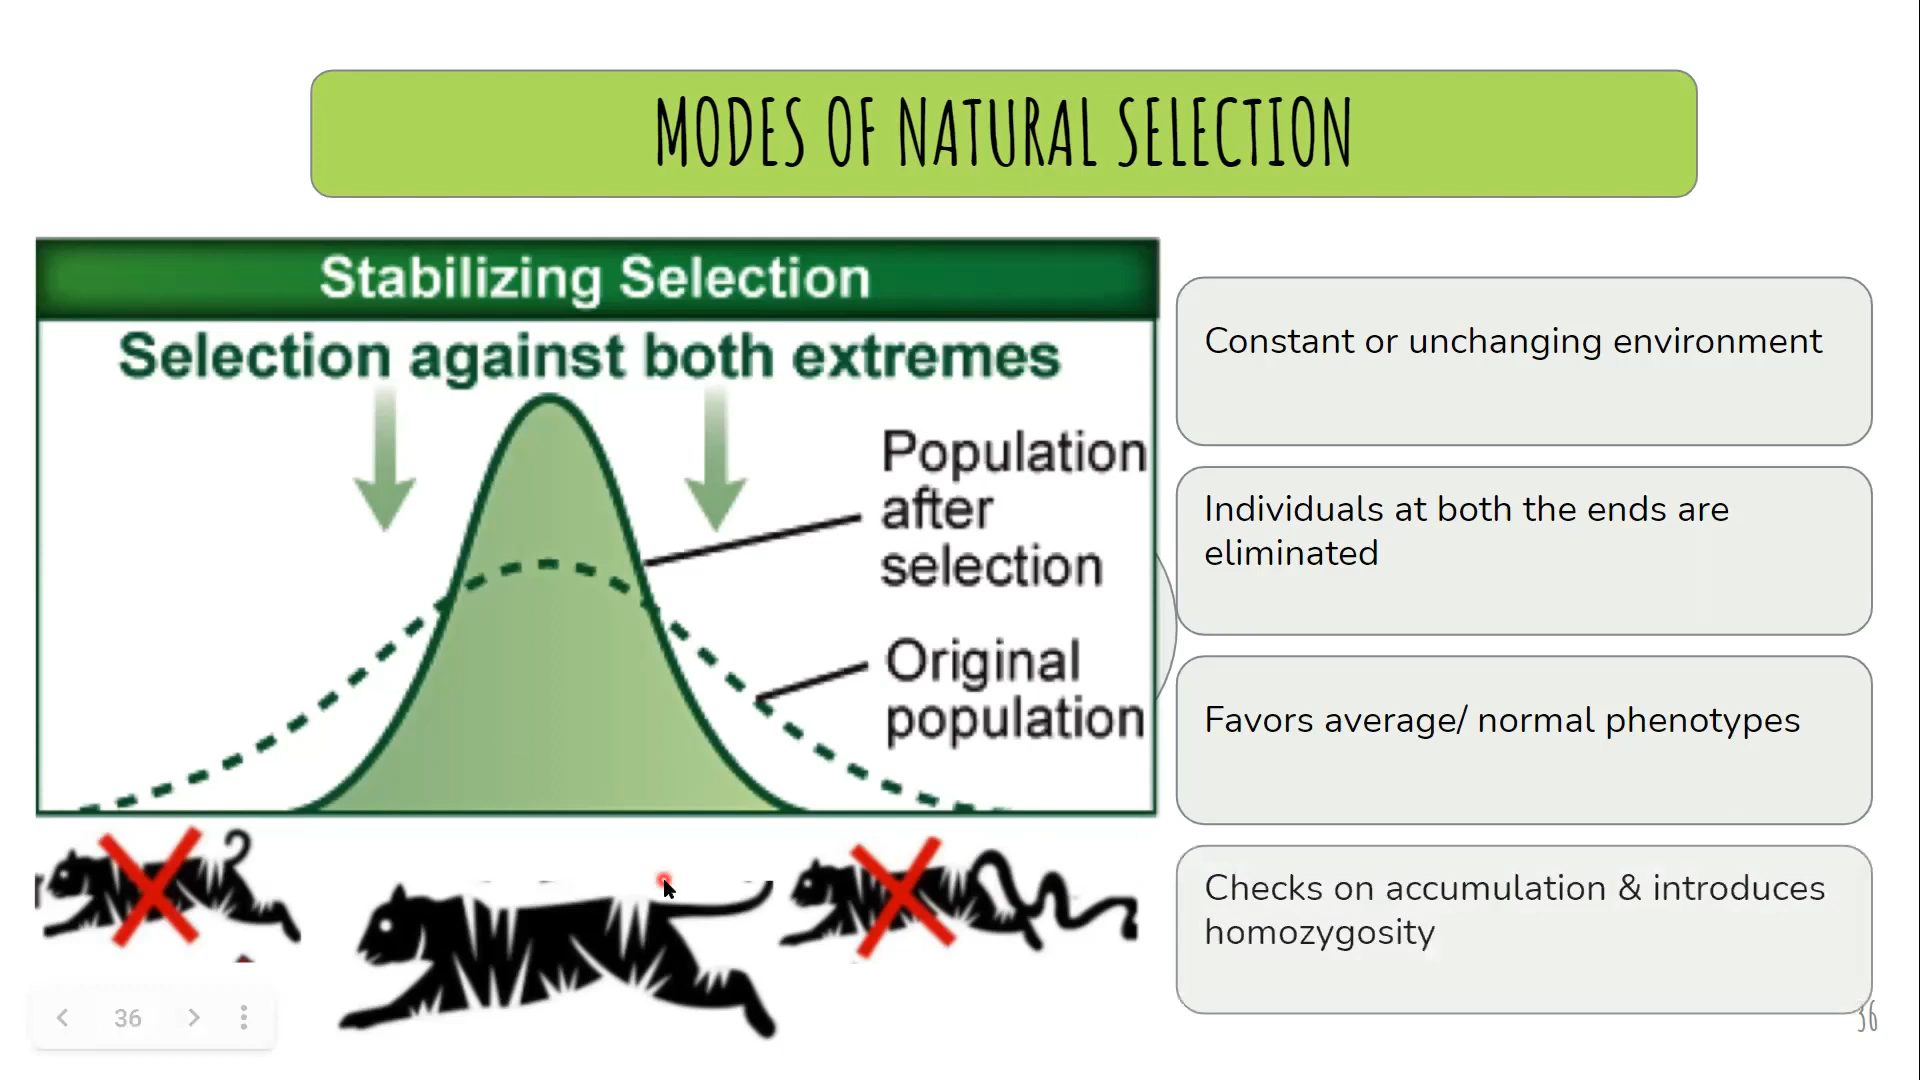 MODES OF NATURAL SELECTION
Stabilizing Selection
Selection against both extremes
Population
after
selection
Original
population
Constant or unchanging environment
Individuals at both the ends are
eliminated
Favors average/ normal phenotypes
Checks on accumulation & introduces
homozygosity
36
36